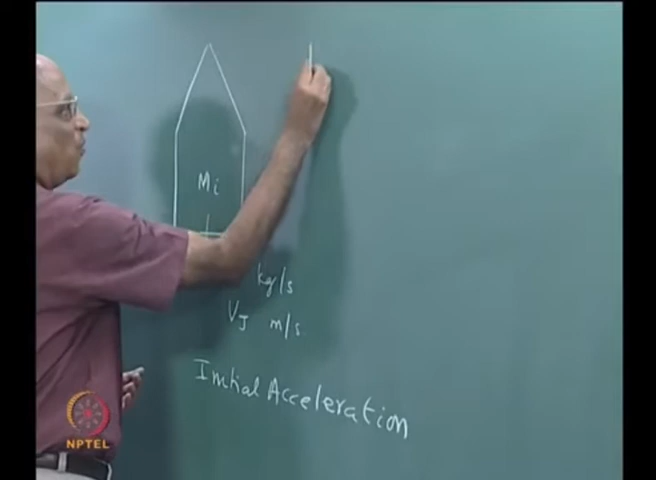 Mi
kg/s
VJ m/s
Initial Acceleration
NPTEL